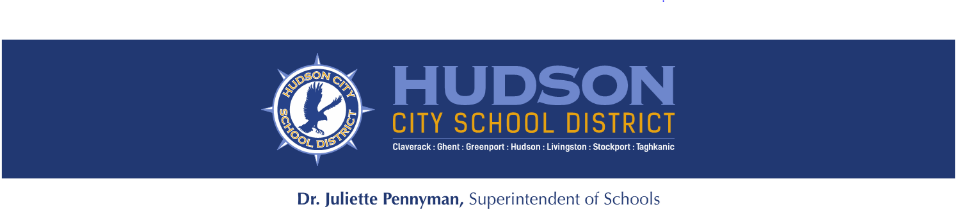 HUDSON CITY
SCHOOL DISTRICT
HUDSON
CITY SCHOOL DISTRICT
Claverack : Ghent : Greenport : Hudson : Livingston : Stockport : Taghkanic
Dr. Juliette Pennyman, Superintendent of Schools